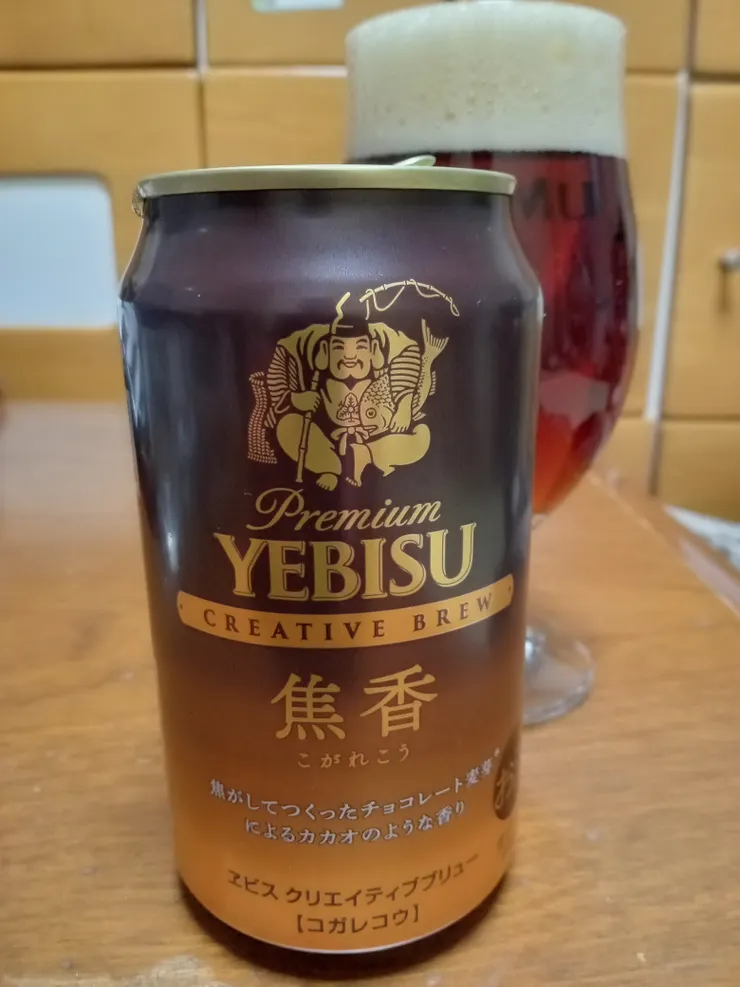 Premium
YEBISU
CREATIVE BREW
焦香
こがれこう
焦がしてつくったチョコレート麦芽*
によるカカオのような香り
お
ヱビス クリエイティブブリュー
【コガレコウ】